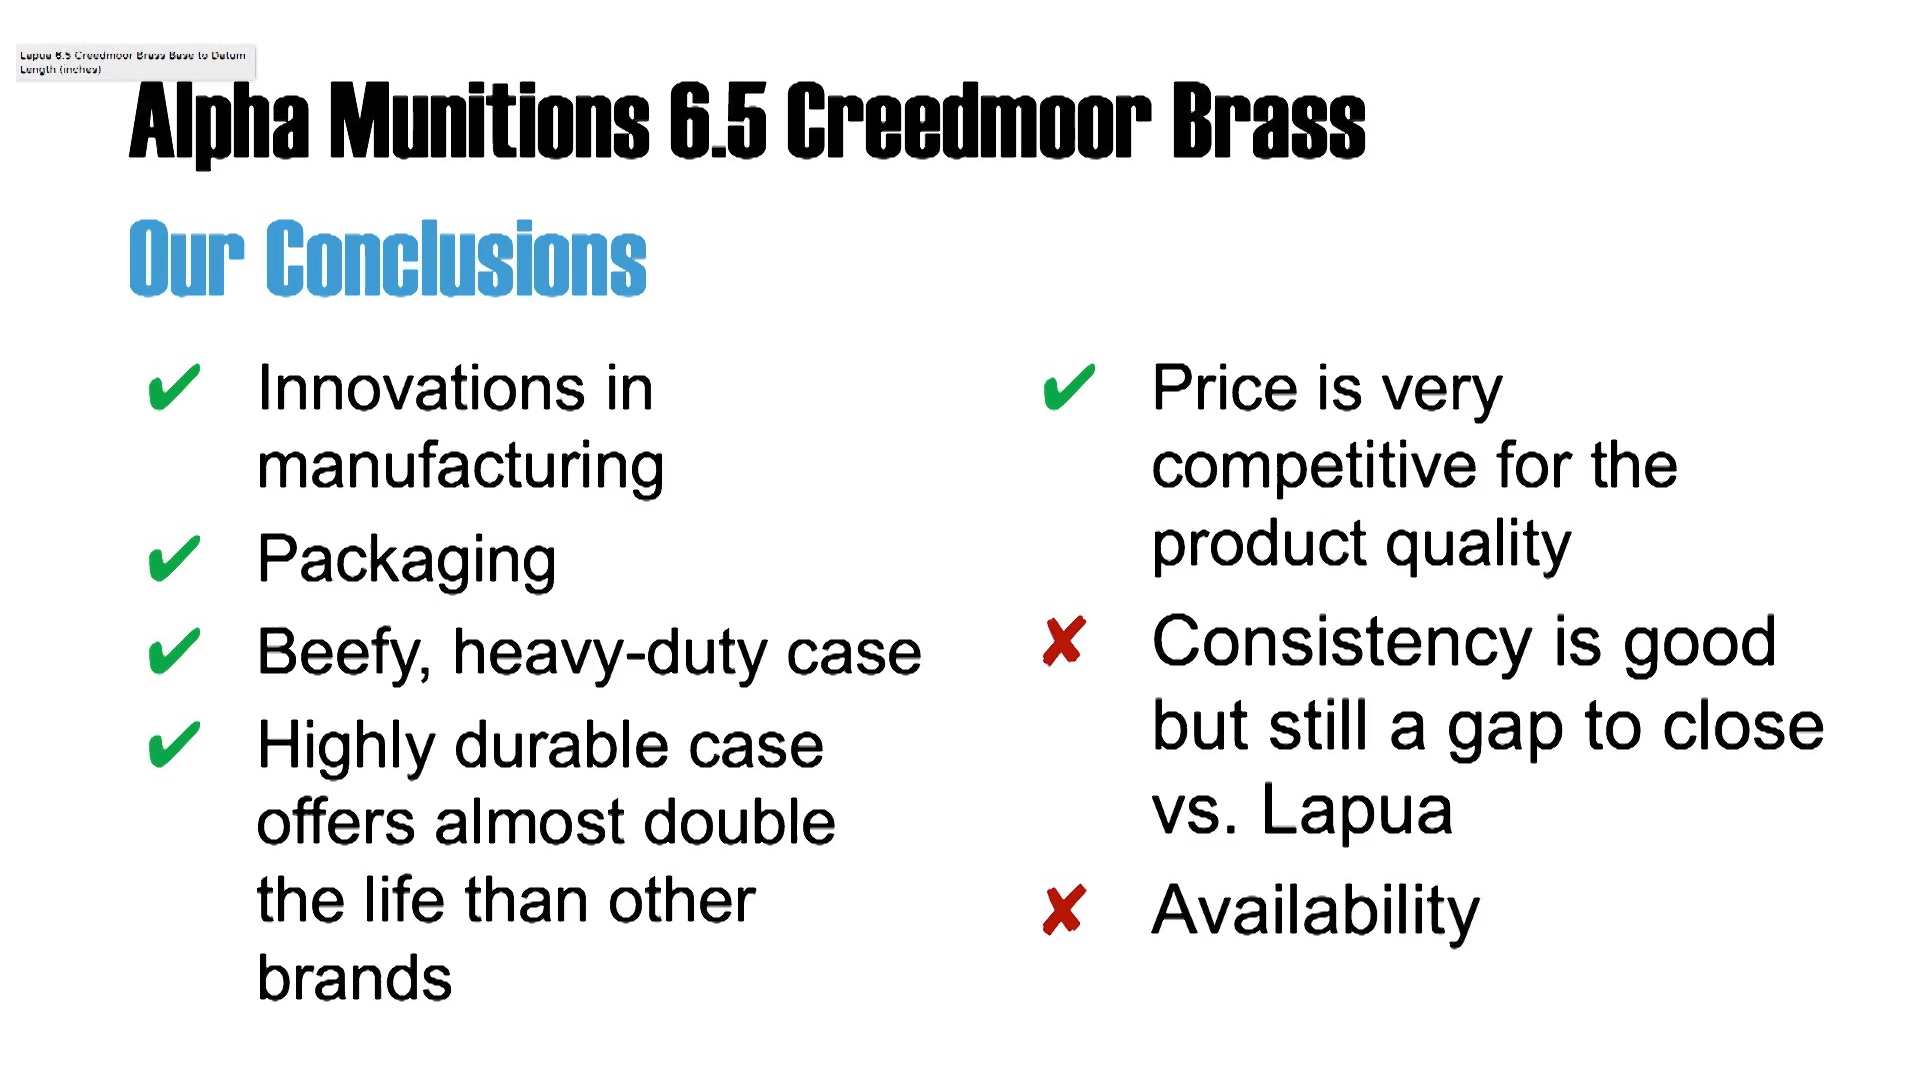 Lapua 6.5 Creedmoor Brass Base to Datum
Length (inches)
Alpha Munitions 6.5 Creedmoor Brass
Our Conclusions
✔ Innovations in
manufacturing
✔ Packaging
✔ Beefy, heavy-duty case
✔ Highly durable case
offers almost double
the life than other
brands
✔ Price is very
competitive for the
product quality
✘ Consistency is good
but still a gap to close
vs. Lapua
✘ Availability